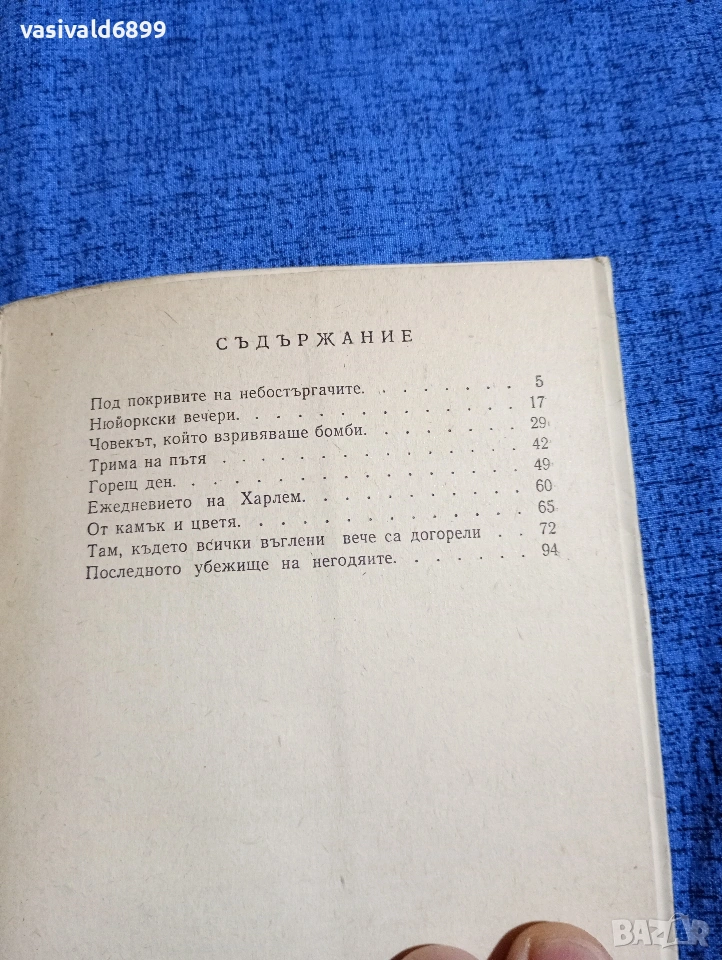 vasivald6899
СЪДЪРЖАНИЕ
Под покривите на небостъргачите. . . . . . . . 5
Нюйоркски вечери. . . . . . . . . . . . . 17
Човекът, който взривяваше бомби. . . . . . . . 29
Трима на пътя . . . . . . . . . . . . . . 42
Горещ ден. . . . . . . . . . . . . . . . 49
Ежедневието на Харлем. . . . . . . . . . . 60
От камък и цветя. . . . . . . . . . . . . . 65
Там, където всички въглени вече са догорели . . 72
Последното убежище на негодяите. . . . . . . 94
BAZAR